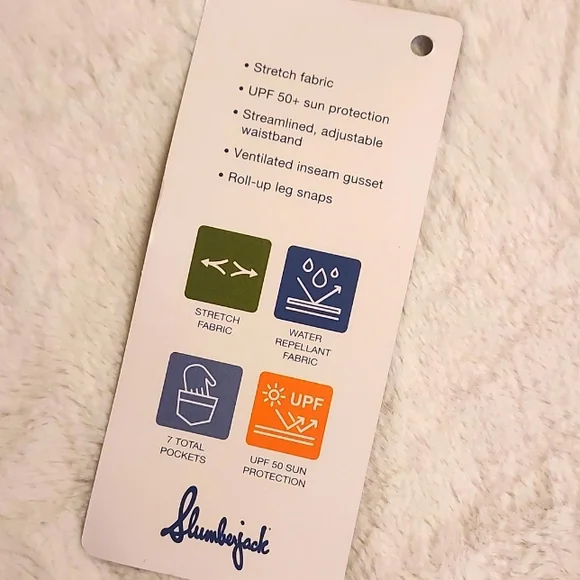 • Stretch fabric
• UPF 50+ sun protection
• Streamlined, adjustable
waistband
• Ventilated inseam gusset
• Roll-up leg snaps
STRETCH
FABRIC
WATER
REPELLANT
FABRIC
7 TOTAL
POCKETS
UPF
UPF 50 SUN
PROTECTION
Slumberjack